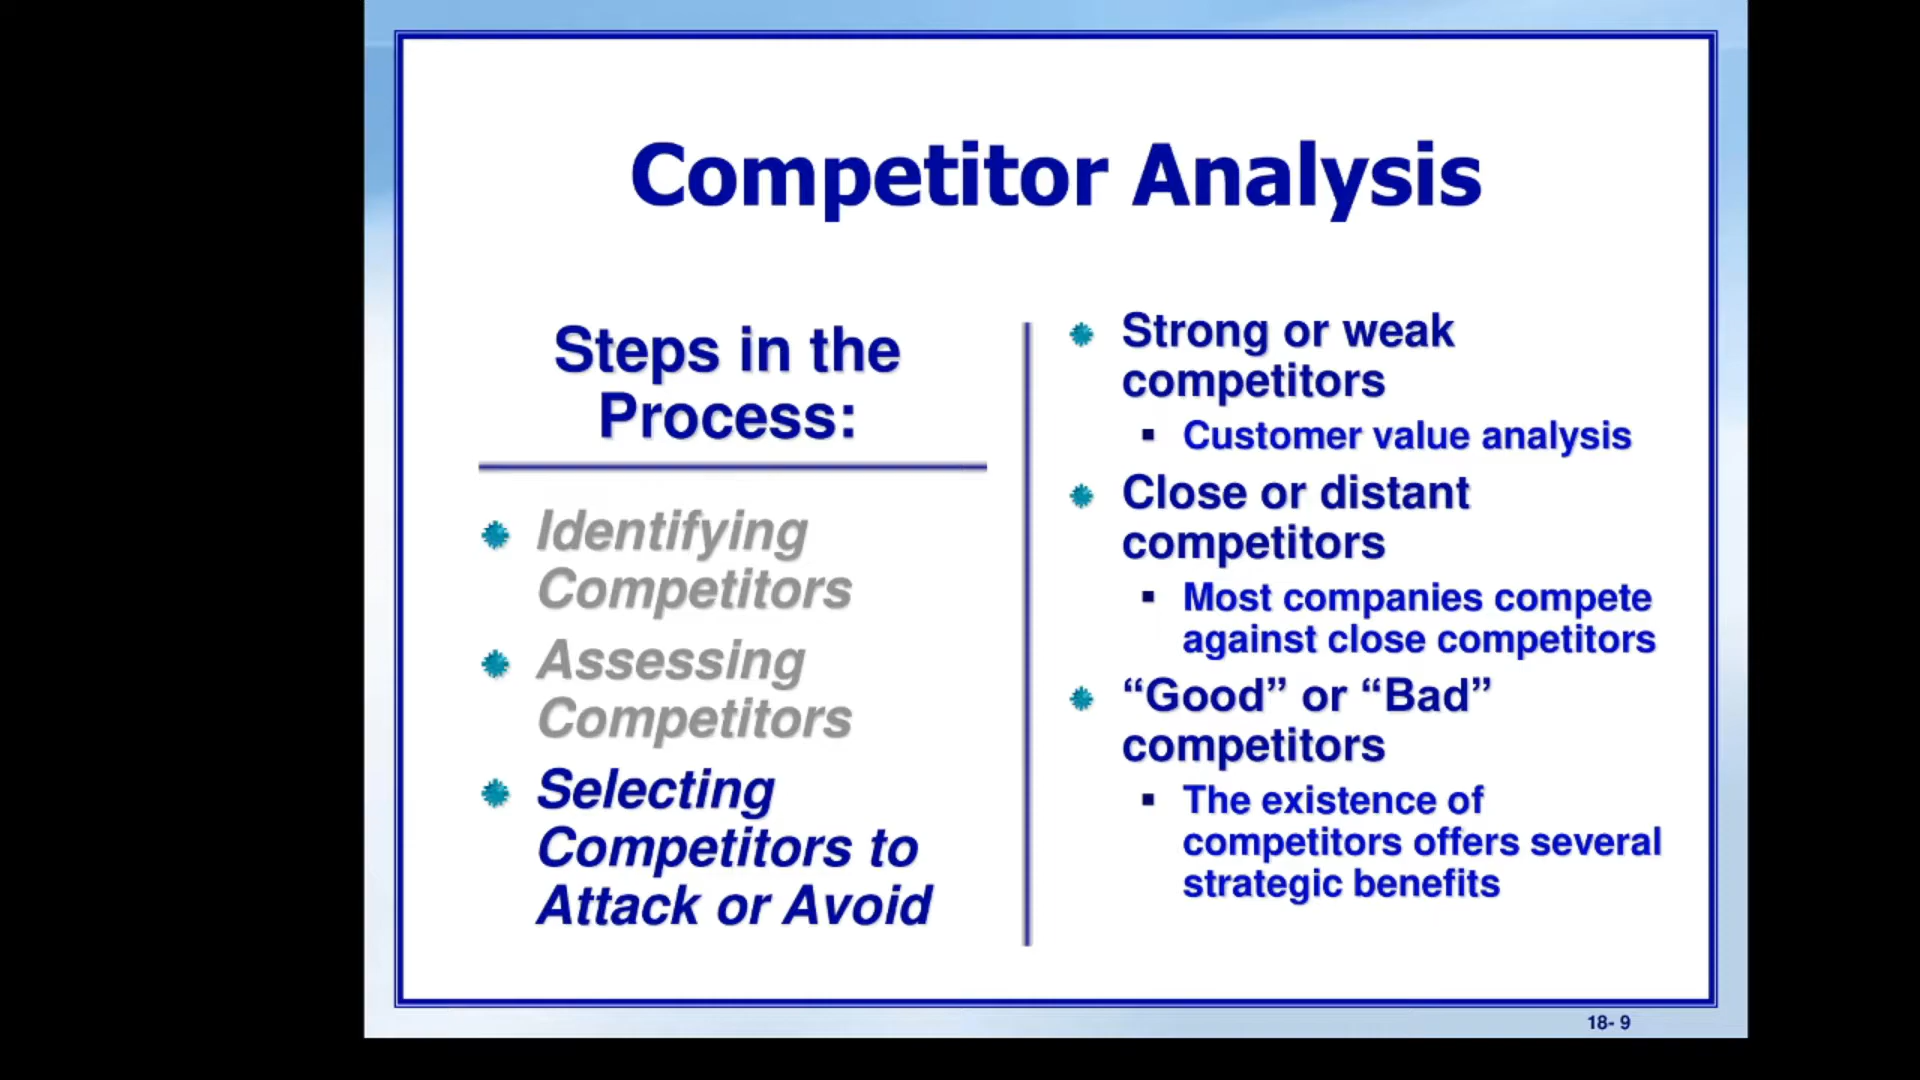 Competitor Analysis
Steps in the
Process:
Identifying
Competitors
Assessing
Competitors
Selecting
Competitors to
Attack or Avoid
Strong or weak
competitors
Customer value analysis
Close or distant
competitors
Most companies compete
against close competitors
“Good” or “Bad”
competitors
The existence of
competitors offers several
strategic benefits
18- 9